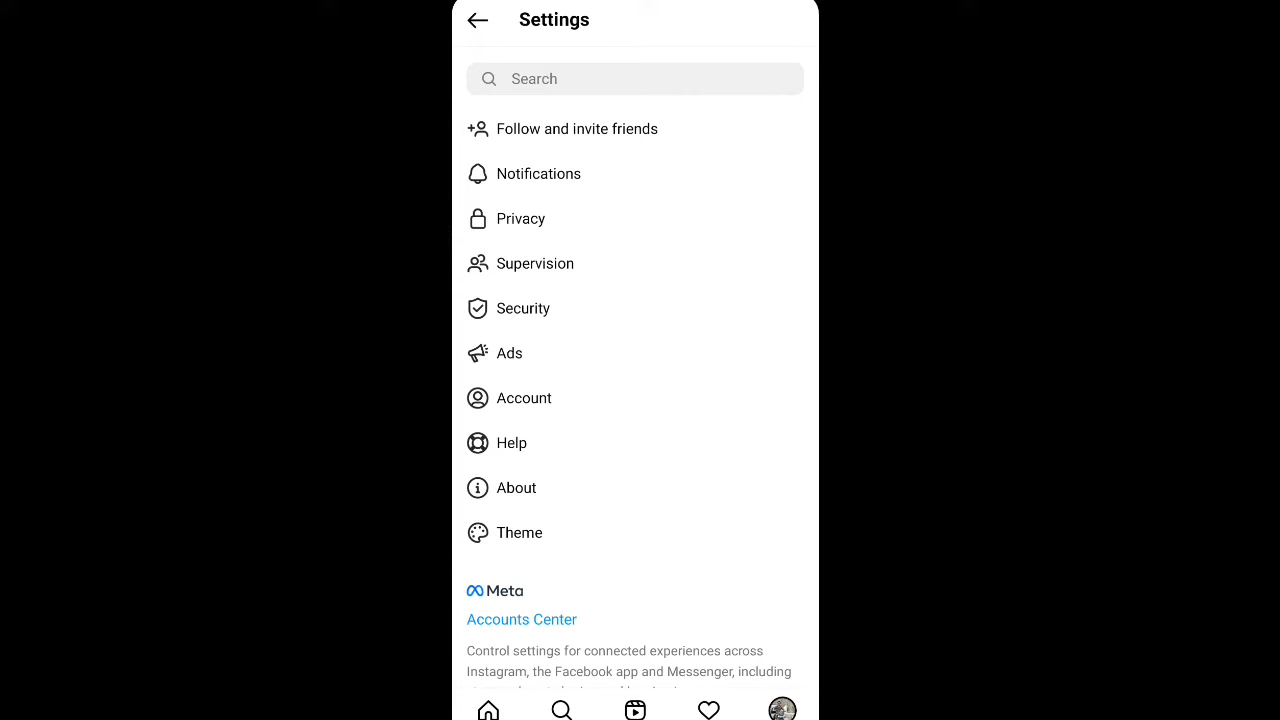 Settings
Search
Follow and invite friends
Notifications
Privacy
Supervision
Security
Ads
Account
Help
About
Theme
Meta
Accounts Center
Control settings for connected experiences across
Instagram, the Facebook app and Messenger, including